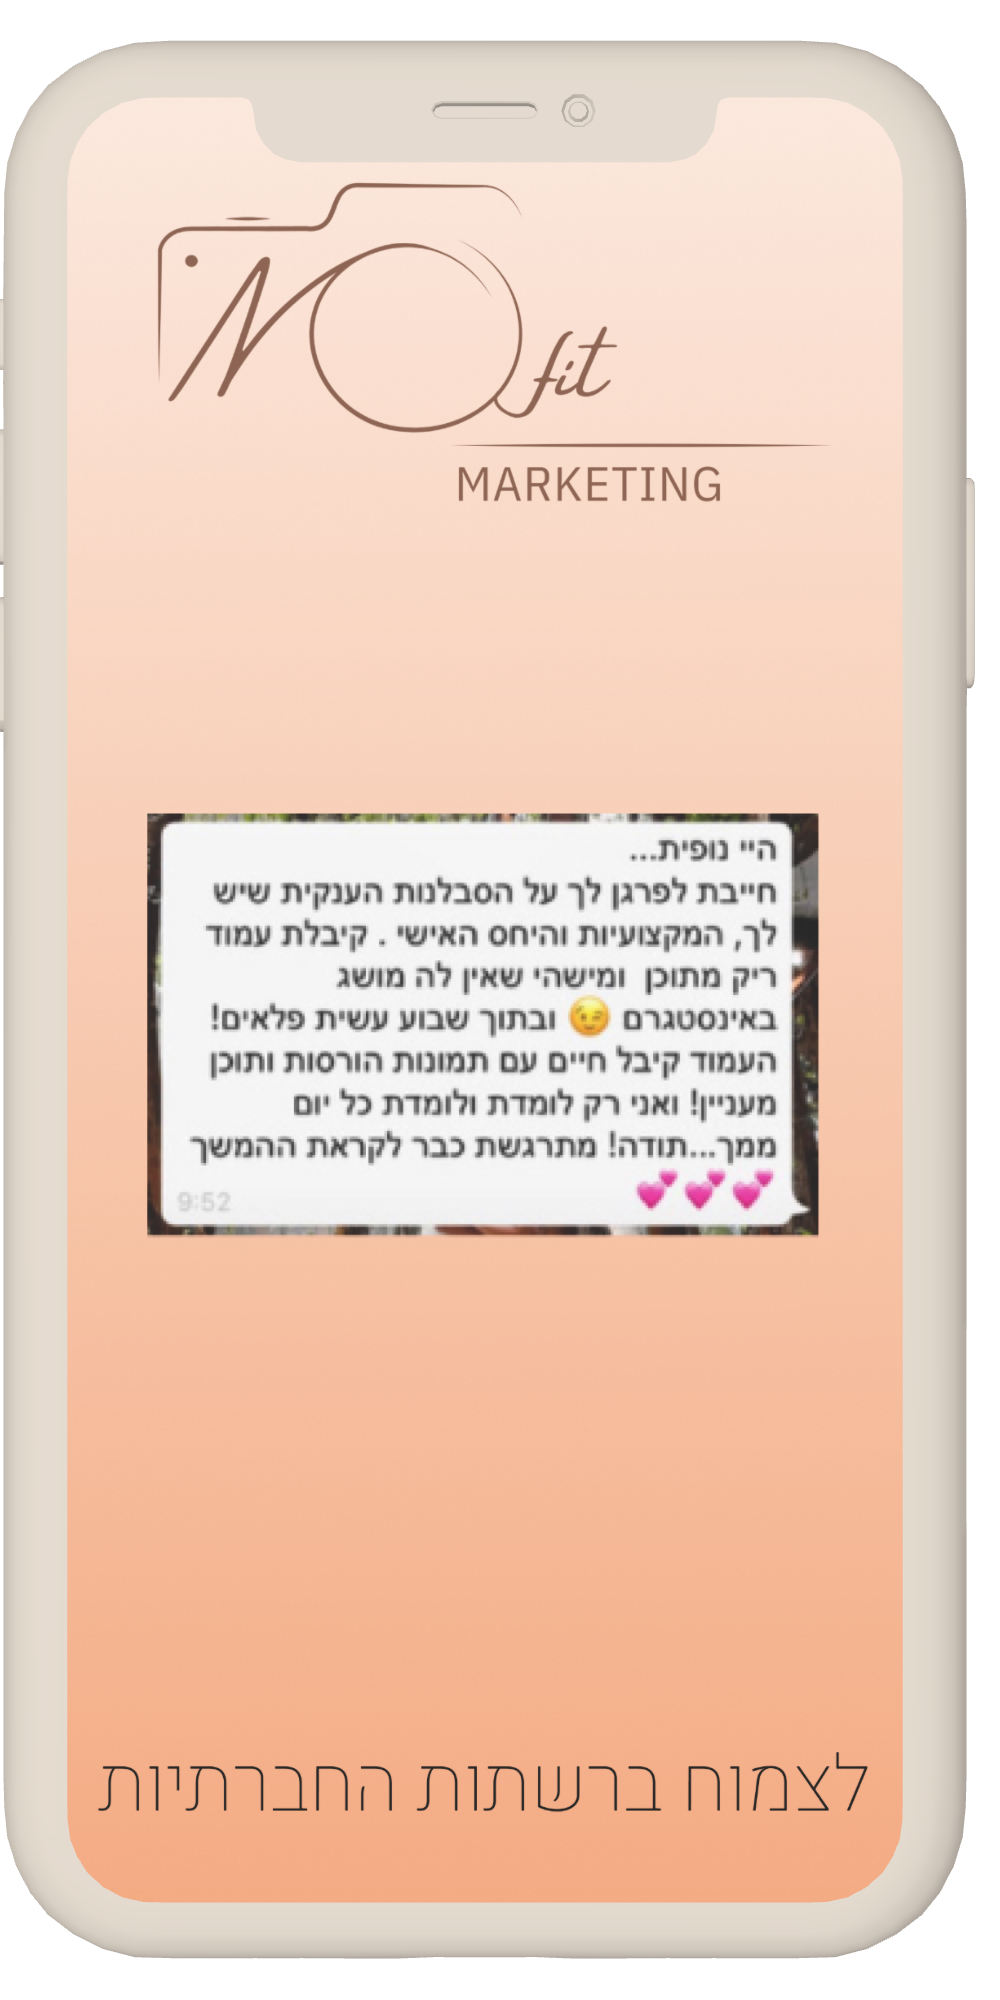 Nofit
MARKETING
היי נופית...
חייבת לפרגן לך על הסבלנות הענקית שיש
לך, המקצועיות והיחס האישי . קיבלת עמוד
ריק מתוכן  ומישהי שאין לה מושג
באינסטגרם 😉 ובתוך שבוע עשית פלאים!
העמוד קיבל חיים עם תמונות הורסות ותוכן
מעניין! ואני רק לומדת ולומדת כל יום
ממך...תודה! מתרגשת כבר לקראת ההמשך
💕 💕 💕
9:52
לצמוח ברשתות החברתיות